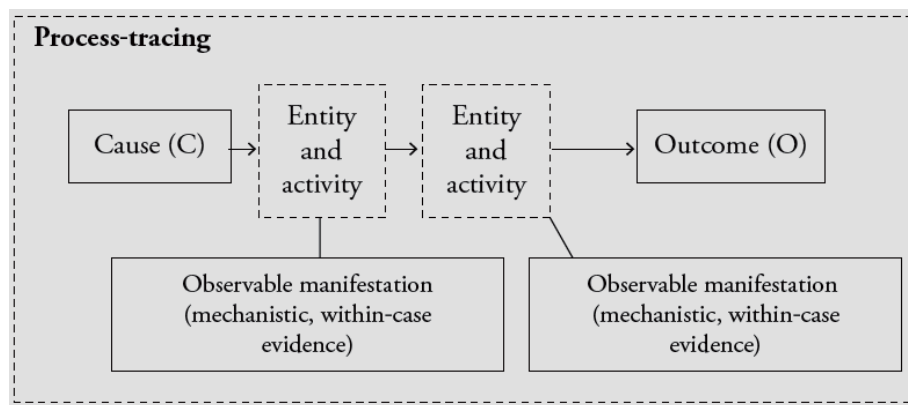 Process-tracing
Cause (C)
Entity
and
activity
Entity
and
activity
Outcome (O)
Observable manifestation
(mechanistic, within-case
evidence)
Observable manifestation
(mechanistic, within-case
evidence)